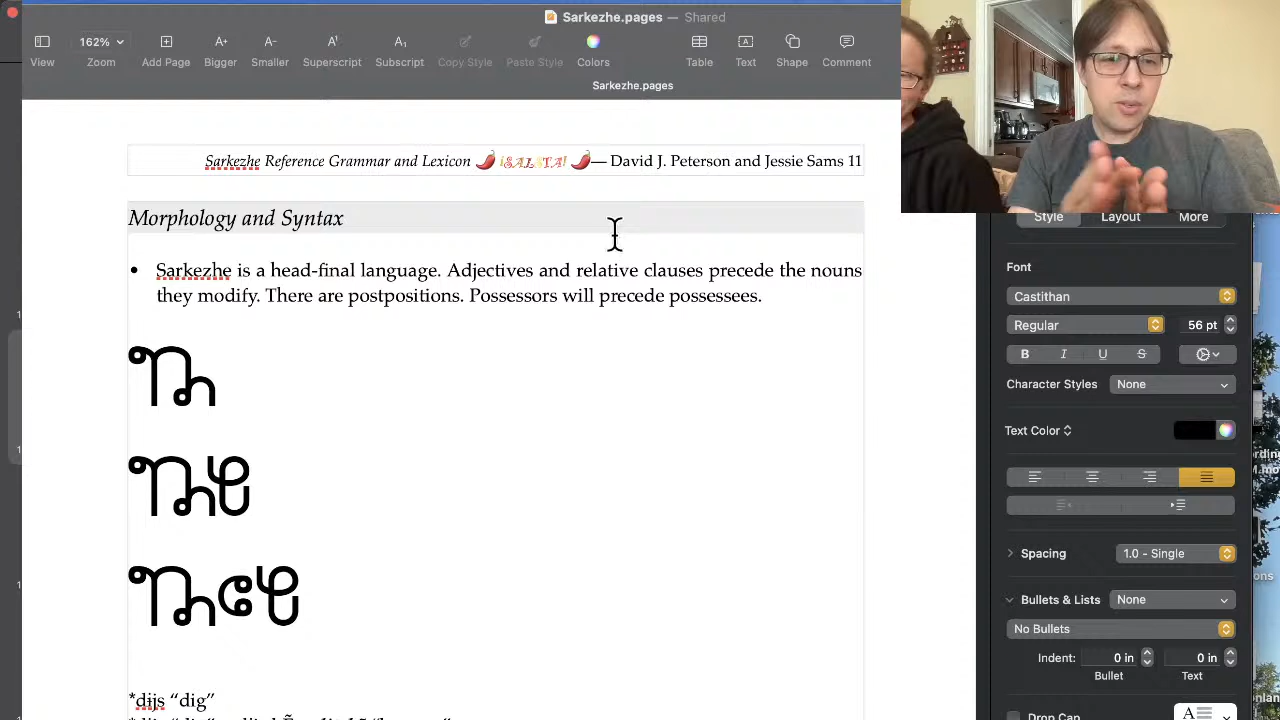 Sarkezhe.pages — Shared
View
162%
Zoom
Add Page
Bigger
Smaller
Superscript
Subscript
Copy Style
Paste Style
Colors
Table
Text
Shape
Comment
Sarkezhe.pages
Sarkezhe Reference Grammar and Lexicon 🌶️ ¡SALSITA! 🌶️— David J. Peterson and Jessie Sams 11
Morphology and Syntax
• Sarkezhe is a head-final language. Adjectives and relative clauses precede the nouns
they modify. There are postpositions. Possessors will precede possessees.
*dijs “dig”
Style
Layout
More
Font
Castithan
Regular
56 pt
B I U S
Character Styles
None
Text Color
Spacing
1.0 - Single
Bullets & Lists
None
No Bullets
Indent:
0 in
0 in
Bullet
Text
Drop Cap